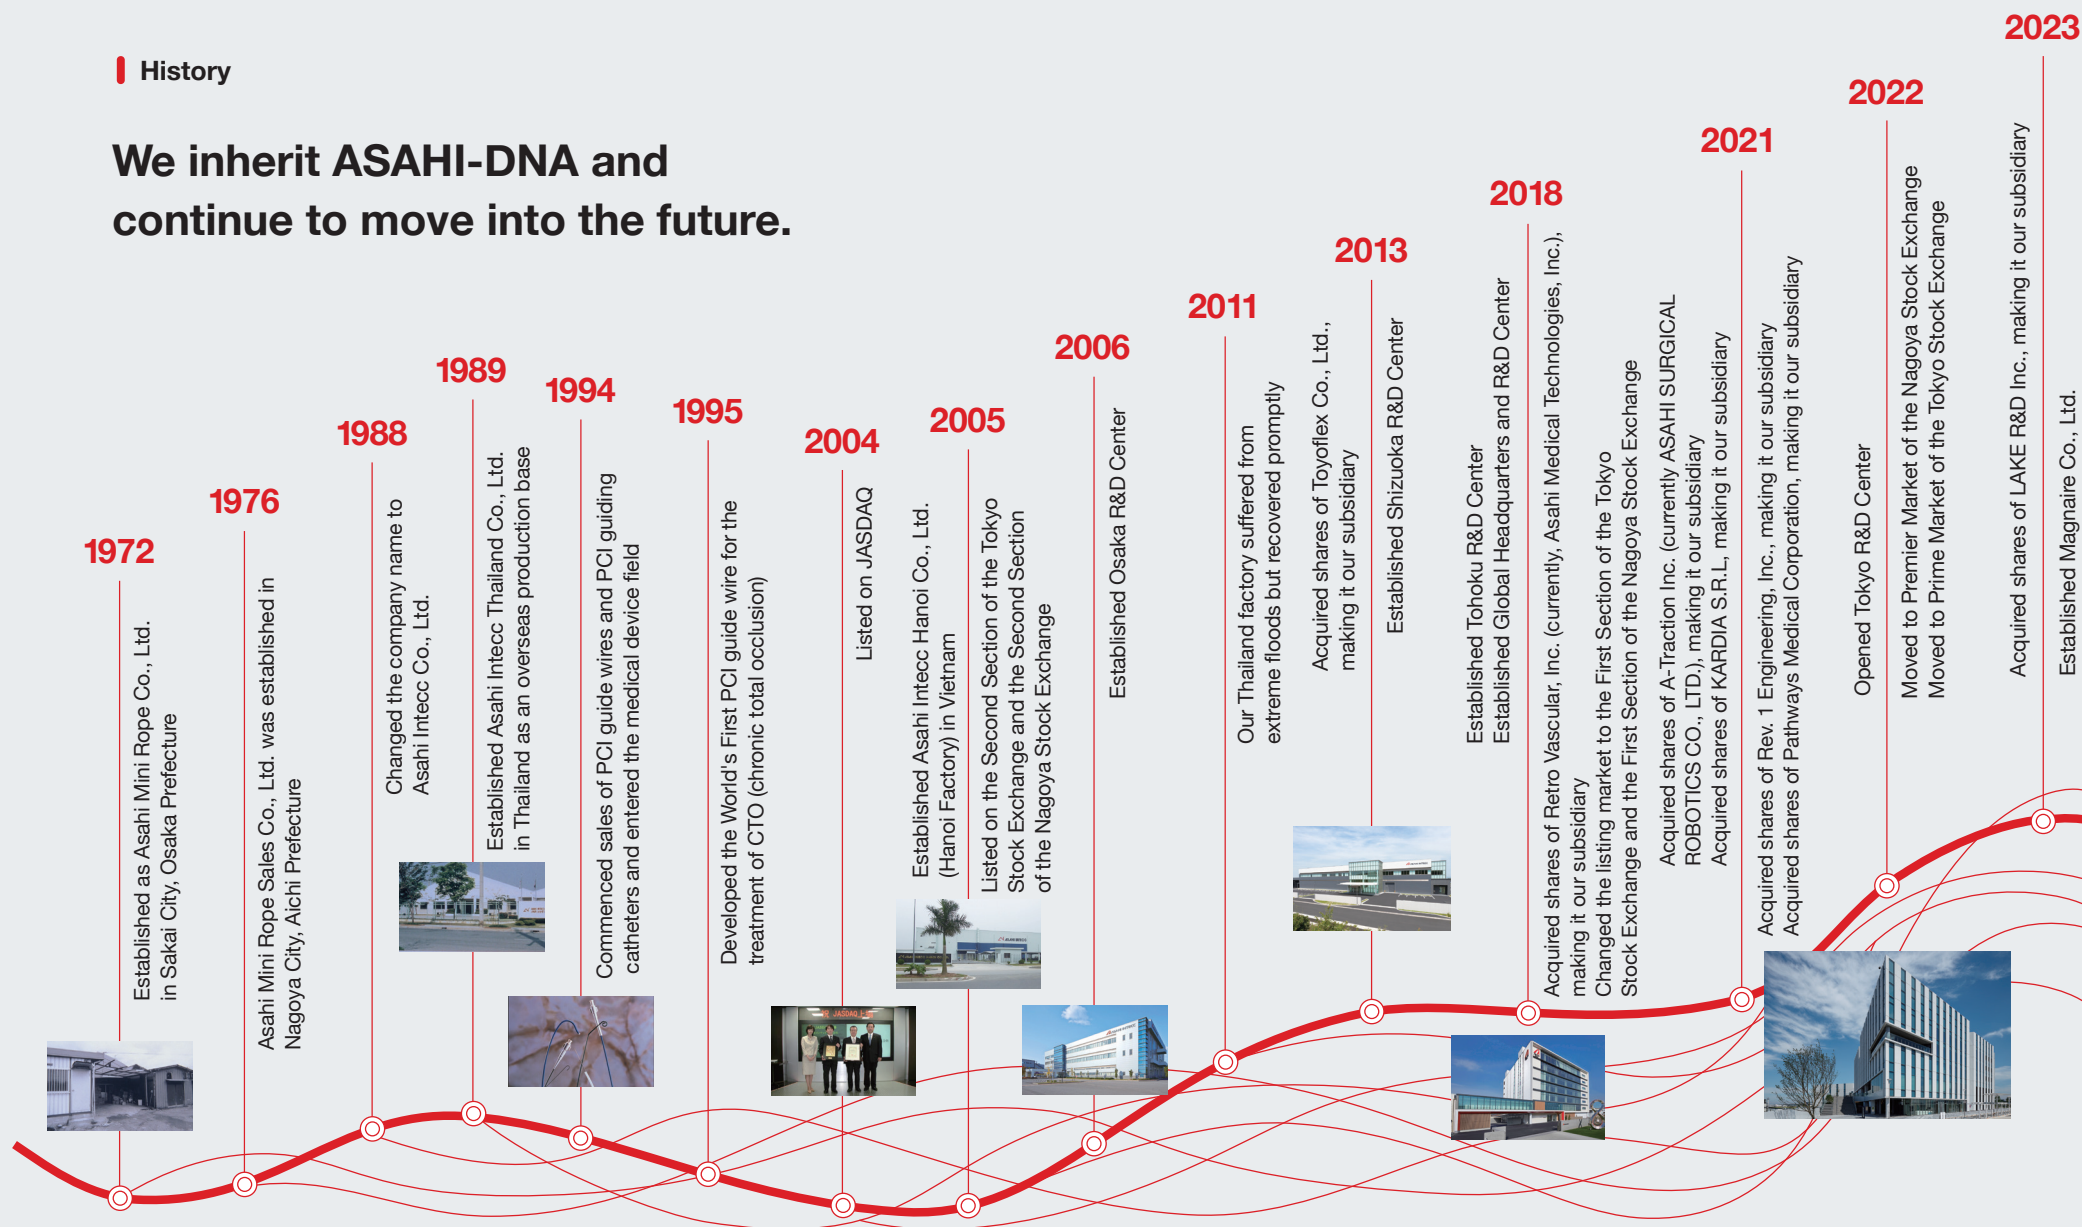 History
We inherit ASAHI-DNA and
continue to move into the future.
1972
Established as Asahi Mini Rope Co., Ltd.
in Sakai City, Osaka Prefecture
1976
Asahi Mini Rope Sales Co., Ltd. was established in
Nagoya City, Aichi Prefecture
1988
Changed the company name to
Asahi Intecc Co., Ltd.
1989
Established Asahi Intecc Thailand Co., Ltd.
in Thailand as an overseas production base
1994
Commenced sales of PCI guide wires and PCI guiding
catheters and entered the medical device field
1995
Developed the World's First PCI guide wire for the
treatment of CTO (chronic total occlusion)
2004
Listed on JASDAQ
JASDAQ
2005
Established Asahi Intecc Hanoi Co., Ltd.
(Hanoi Factory) in Vietnam
Listed on the Second Section of the Tokyo
Stock Exchange and the Second Section
of the Nagoya Stock Exchange
2006
Established Osaka R&D Center
2011
Our Thailand factory suffered from
extreme floods but recovered promptly
2013
Acquired shares of Toyoflex Co., Ltd.,
making it our subsidiary
Established Shizuoka R&D Center
2018
Established Tohoku R&D Center
Established Global Headquarters and R&D Center
Acquired shares of Retro Vascular, Inc. (currently, Asahi Medical Technologies, Inc.),
making it our subsidiary
Changed the listing market to the First Section of the Tokyo
Stock Exchange and the First Section of the Nagoya Stock Exchange
2021
Acquired shares of A-Traction Inc. (currently ASAHI SURGICAL
ROBOTICS CO., LTD.), making it our subsidiary
Acquired shares of KARDIA S.R.L, making it our subsidiary
Acquired shares of Rev. 1 Engineering, Inc., making it our subsidiary
Acquired shares of Pathways Medical Corporation, making it our subsidiary
2022
Opened Tokyo R&D Center
Moved to Premier Market of the Nagoya Stock Exchange
Moved to Prime Market of the Tokyo Stock Exchange
2023
Acquired shares of LAKE R&D Inc., making it our subsidiary
Established Magnaire Co., Ltd.